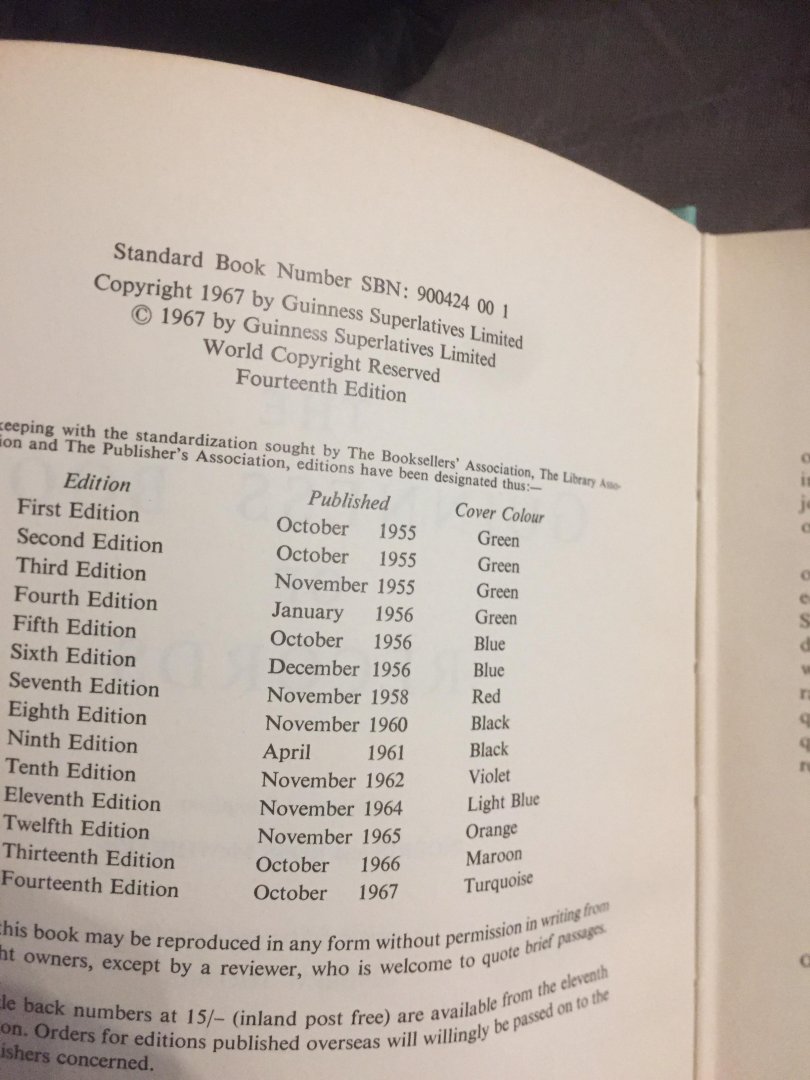 Standard Book Number SBN: 900424 00 1
Copyright 1967 by Guinness Superlatives Limited
© 1967 by Guinness Superlatives Limited
World Copyright Reserved
Fourteenth Edition
keeping with the standardization sought by The Booksellers' Association, The Library Asso-
ion and The Publisher's Association, editions have been designated thus:—
Edition Published Cover Colour
First Edition October 1955 Green
Second Edition October 1955 Green
Third Edition November 1955 Green
Fourth Edition January 1956 Green
Fifth Edition October 1956 Blue
Sixth Edition December 1956 Blue
Seventh Edition November 1958 Red
Eighth Edition November 1960 Black
Ninth Edition April 1961 Black
Tenth Edition November 1962 Violet
Eleventh Edition November 1964 Light Blue
Twelfth Edition November 1965 Orange
Thirteenth Edition October 1966 Maroon
Fourteenth Edition October 1967 Turquoise
this book may be reproduced in any form without permission in writing from
ht owners, except by a reviewer, who is welcome to quote brief passages.
le back numbers at 15/– (inland post free) are available from the eleventh
on. Orders for editions published overseas will willingly be passed on to the
ishers concerned.